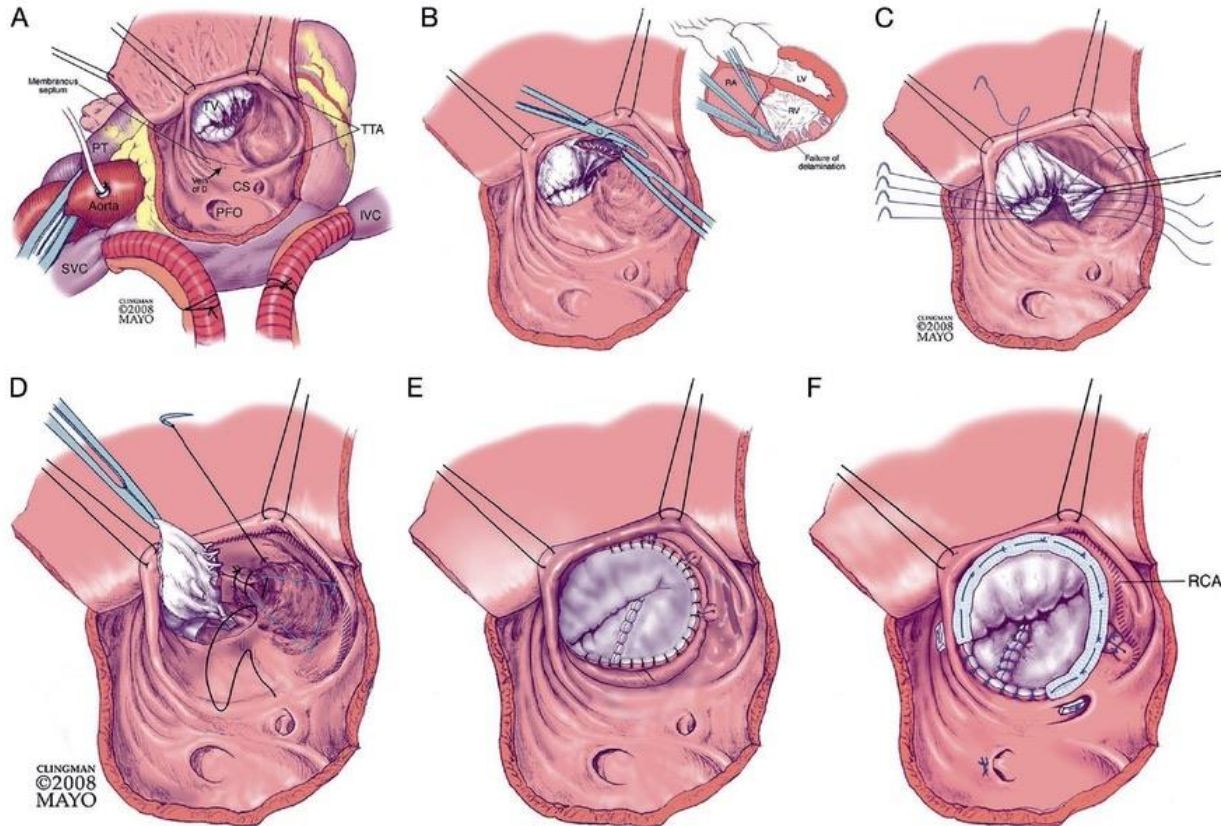 A
Membranous
septum
TV
TTA
PT
Vein
of D
CS
Aorta
PFO
IVC
SVC
CLINGMAN
©2008
MAYO
B
RA
LV
RV
Failure of
delamination
C
CLINGMAN
©2008
MAYO
D
CLINGMAN
©2008
MAYO
E
F
RCA